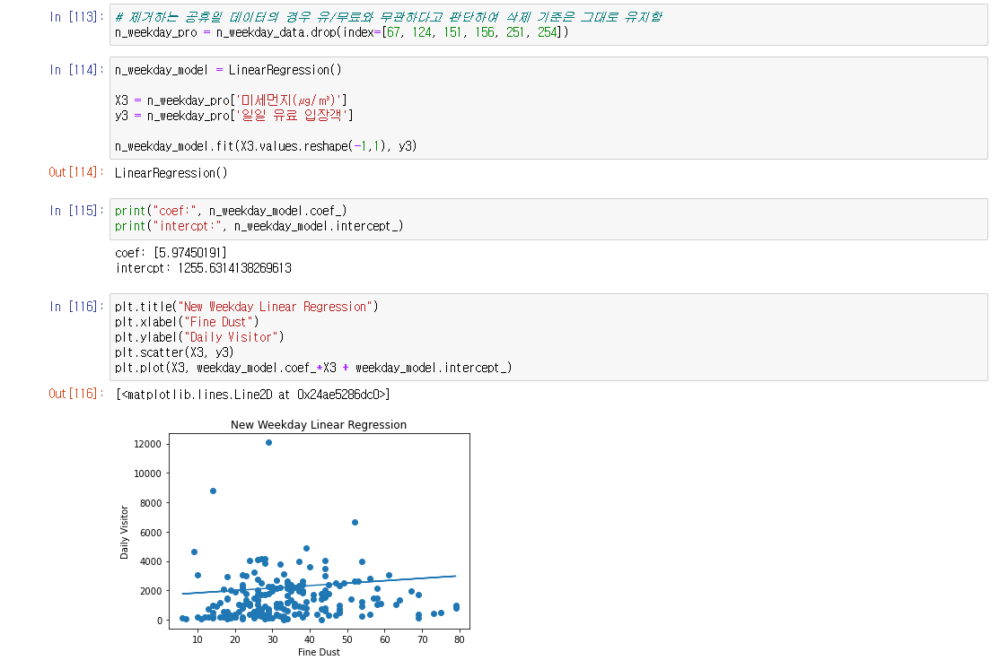 In [113]:
# 제거하는 공휴일 데이터의 경우 유/무료와 무관하다고 판단하여 삭제 기준은 그대로 유지함
n_weekday_pro = n_weekday_data.drop(index=[67, 124, 151, 156, 251, 254])
In [114]:
n_weekday_model = LinearRegression()
X3 = n_weekday_pro['미세먼지(㎍/㎥)']
y3 = n_weekday_pro['일일 유료 입장객']
n_weekday_model.fit(X3.values.reshape(-1,1), y3)
Out[114]:
LinearRegression()
In [115]:
print("coef:", n_weekday_model.coef_)
print("intercpt:", n_weekday_model.intercept_)
coef: [5.97450191]
intercpt: 1255.6314138269613
In [116]:
plt.title("New Weekday Linear Regression")
plt.xlabel("Fine Dust")
plt.ylabel("Daily Visitor")
plt.scatter(X3, y3)
plt.plot(X3, weekday_model.coef_*X3 + weekday_model.intercept_)
Out[116]:
[<matplotlib.lines.Line2D at 0x24ae5286dc0>]
New Weekday Linear Regression
12000
10000
8000
6000
4000
2000
0
Daily Visitor
10 20 30 40 50 60 70 80
Fine Dust